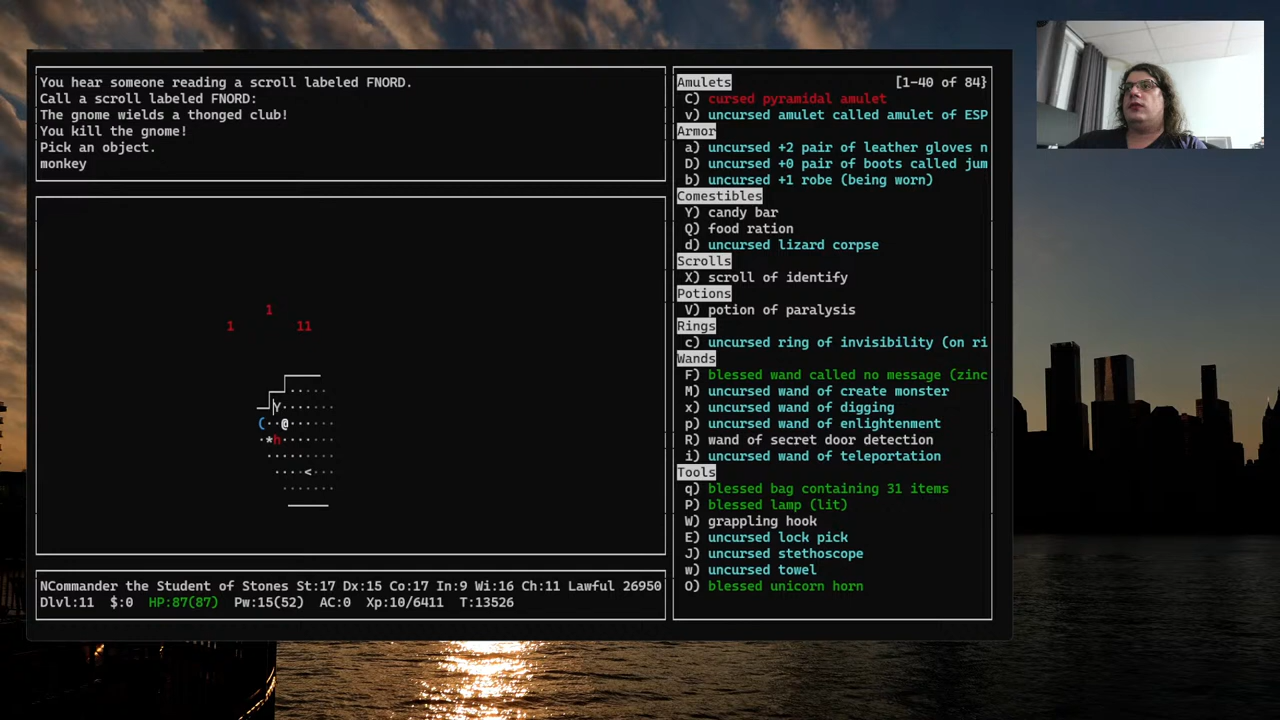 You hear someone reading a scroll labeled FNORD.
Call a scroll labeled FNORD:
The gnome wields a thonged club!
You kill the gnome!
Pick an object.
monkey
1
1 11
Y.....
( .@......
.*h......
........
...<...
......
NCommander the Student of Stones St:17 Dx:15 Co:17 In:9 Wi:16 Ch:11 Lawful 26950
Dlvl:11 $:0 HP:87(87) Pw:15(52) AC:0 Xp:10/6411 T:13526
Amulets [1-40 of 84}
C) cursed pyramidal amulet
v) uncursed amulet called amulet of ESP
Armor
a) uncursed +2 pair of leather gloves n
D) uncursed +0 pair of boots called jum
b) uncursed +1 robe (being worn)
Comestibles
Y) candy bar
Q) food ration
d) uncursed lizard corpse
Scrolls
X) scroll of identify
Potions
V) potion of paralysis
Rings
c) uncursed ring of invisibility (on ri
Wands
F) blessed wand called no message (zinc
M) uncursed wand of create monster
x) uncursed wand of digging
p) uncursed wand of enlightenment
R) wand of secret door detection
i) uncursed wand of teleportation
Tools
q) blessed bag containing 31 items
P) blessed lamp (lit)
W) grappling hook
E) uncursed lock pick
J) uncursed stethoscope
w) uncursed towel
O) blessed unicorn horn